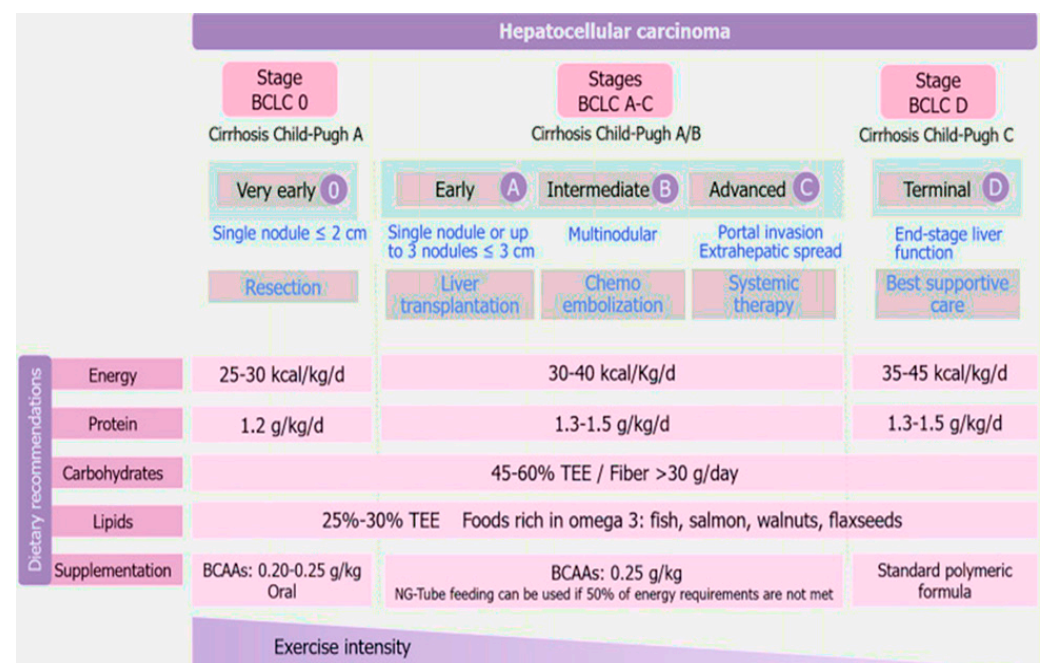 Hepatocellular carcinoma
Stage
BCLC 0
Cirrhosis Child-Pugh A
Stages
BCLC A-C
Cirrhosis Child-Pugh A/B
Stage
BCLC D
Cirrhosis Child-Pugh C
Very early 0
Early A
Intermediate B
Advanced C
Terminal D
Single nodule ≤ 2 cm
Single nodule or up
to 3 nodules ≤ 3 cm
Multinodular
Portal invasion
Extrahepatic spread
End-stage liver
function
Resection
Liver
transplantation
Chemo
embolization
Systemic
therapy
Best supportive
care
Dietary recommendations
Energy
25-30 kcal/kg/d
30-40 kcal/Kg/d
35-45 kcal/kg/d
Protein
1.2 g/kg/d
1.3-1.5 g/kg/d
1.3-1.5 g/kg/d
Carbohydrates
45-60% TEE / Fiber >30 g/day
Lipids
25%-30% TEE Foods rich in omega 3: fish, salmon, walnuts, flaxseeds
Supplementation
BCAAs: 0.20-0.25 g/kg
Oral
BCAAs: 0.25 g/kg
NG-Tube feeding can be used if 50% of energy requirements are not met
Standard polymeric
formula
Exercise intensity